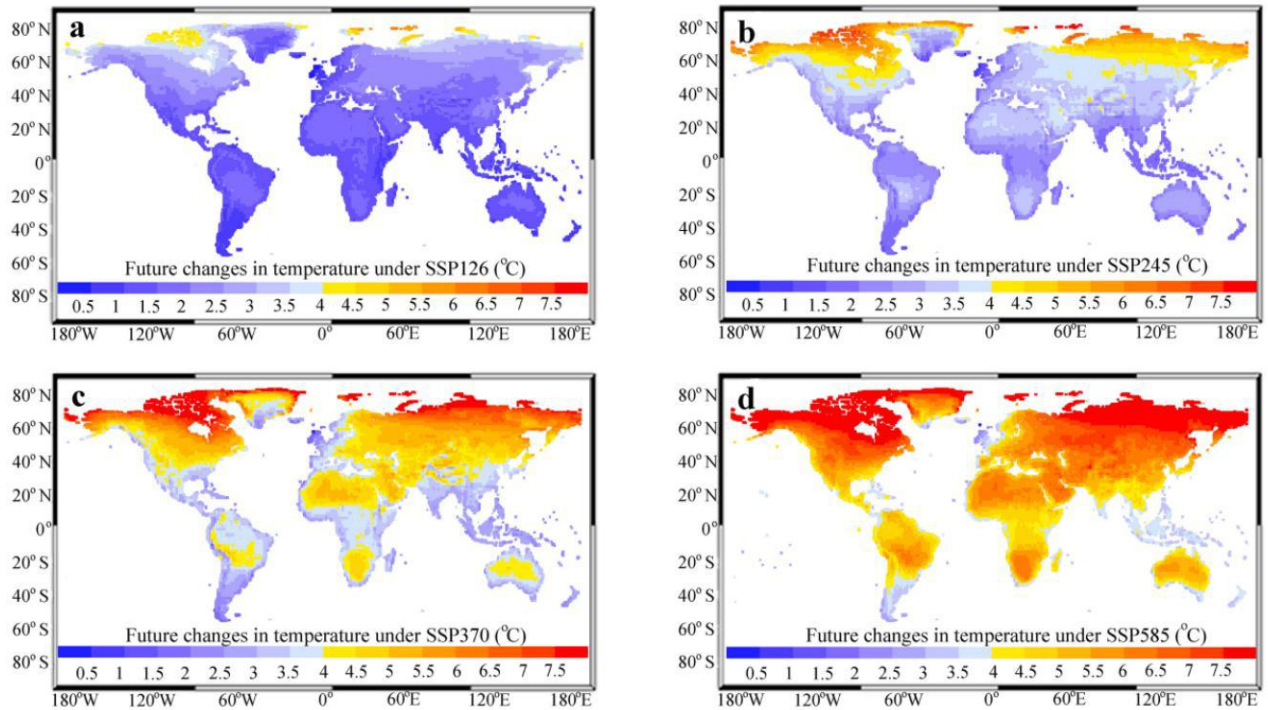 a
80° N
60° N
40° N
20° N
0°
20° S
40° S
60° S
80° S
Future changes in temperature under SSP126 (°C)
0.5 1 1.5 2 2.5 3 3.5 4 4.5 5 5.5 6 6.5 7 7.5
180°W 120°W 60°W 0° 60°E 120°E 180°E
b
80° N
60° N
40° N
20° N
0°
20° S
40° S
60° S
80° S
Future changes in temperature under SSP245 (°C)
0.5 1 1.5 2 2.5 3 3.5 4 4.5 5 5.5 6 6.5 7 7.5
180°W 120°W 60°W 0° 60°E 120°E 180°E
c
80° N
60° N
40° N
20° N
0°
20° S
40° S
60° S
80° S
Future changes in temperature under SSP370 (°C)
0.5 1 1.5 2 2.5 3 3.5 4 4.5 5 5.5 6 6.5 7 7.5
180°W 120°W 60°W 0° 60°E 120°E 180°E
d
80° N
60° N
40° N
20° N
0°
20° S
40° S
60° S
80° S
Future changes in temperature under SSP585 (°C)
0.5 1 1.5 2 2.5 3 3.5 4 4.5 5 5.5 6 6.5 7 7.5
180°W 120°W 60°W 0° 60°E 120°E 180°E